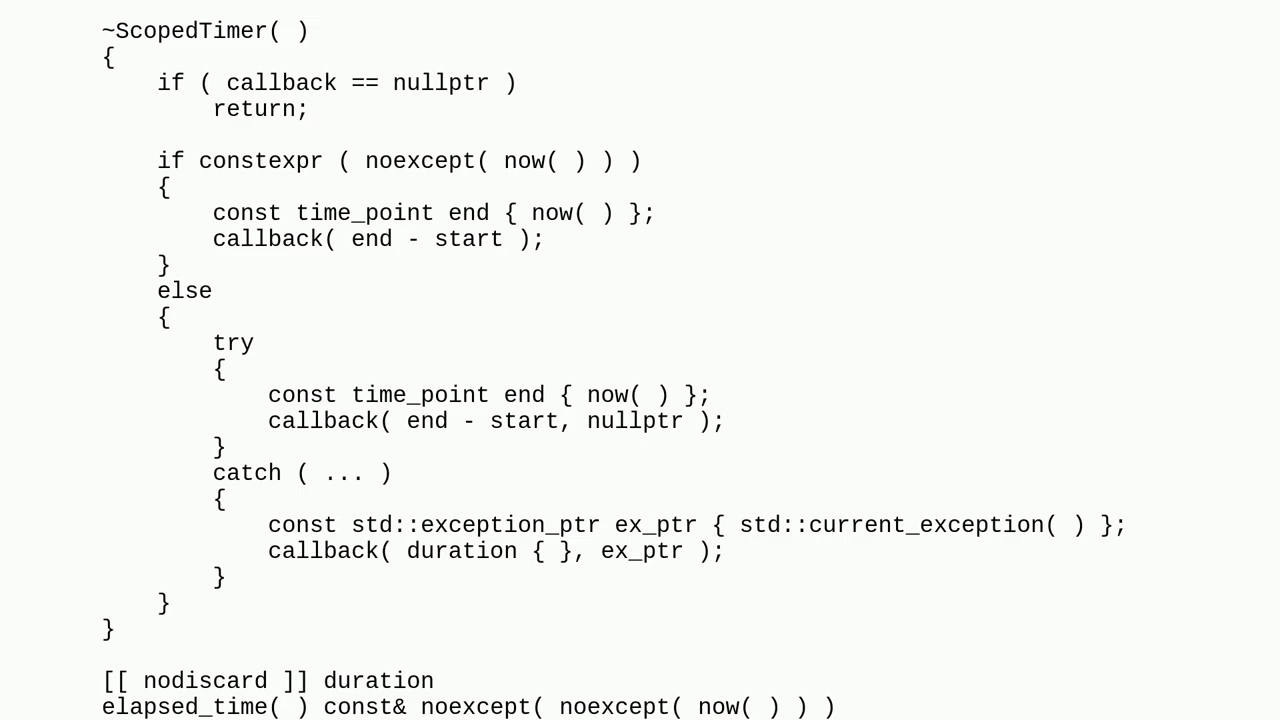 ~ScopedTimer( )
{
    if ( callback == nullptr )
        return;

    if constexpr ( noexcept( now( ) ) )
    {
        const time_point end { now( ) };
        callback( end - start );
    }
    else
    {
        try
        {
            const time_point end { now( ) };
            callback( end - start, nullptr );
        }
        catch ( ... )
        {
            const std::exception_ptr ex_ptr { std::current_exception( ) };
            callback( duration { }, ex_ptr );
        }
    }
}

[[ nodiscard ]] duration
elapsed_time( ) const& noexcept( noexcept( now( ) ) )